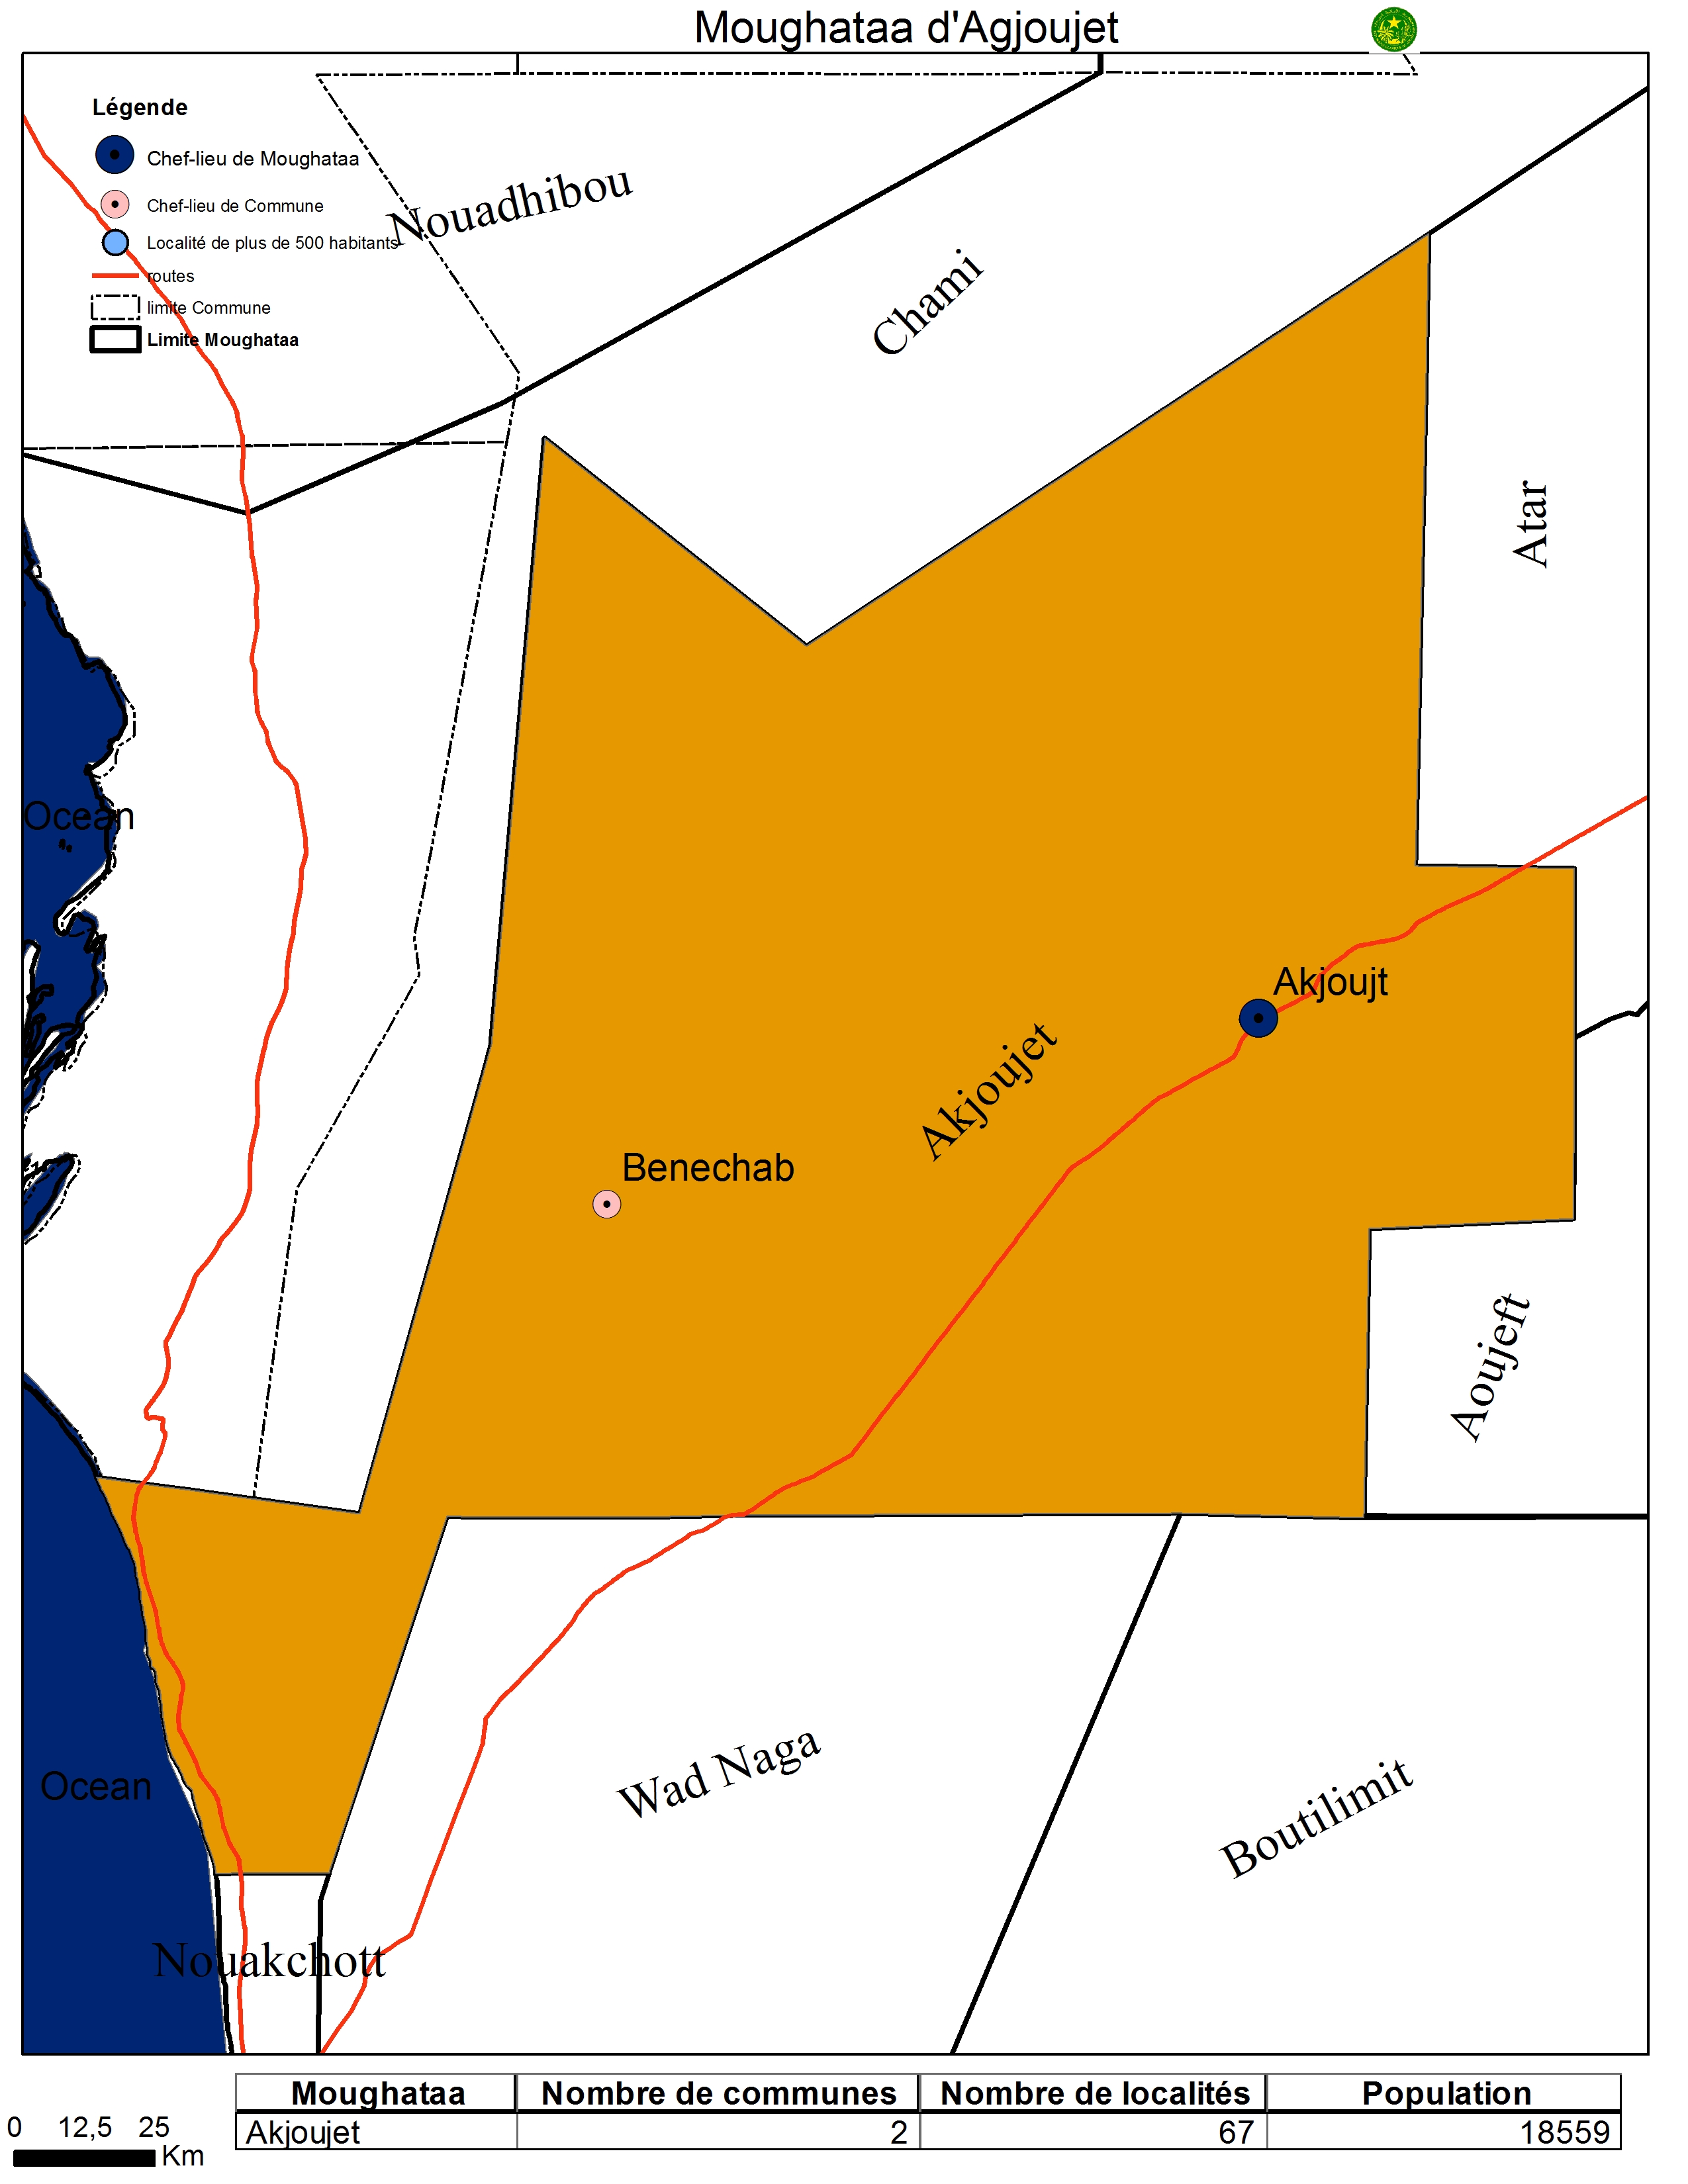 Moughataa d'Agjoujet
Légende
Chef-lieu de Moughataa
Chef-lieu de Commune
Localité de plus de 500 habitants
routes
limite Commune
Limite Moughataa
Nouadhibou
Chami
Atar
Ocean
Akjoujt
Akjoujet
Benechab
Aoujeft
Wad Naga
Ocean
Boutilimit
Nouakchott
Moughataa Nombre de communes Nombre de localités Population
Akjoujet 2 67 18559
0 12,5 25
Km